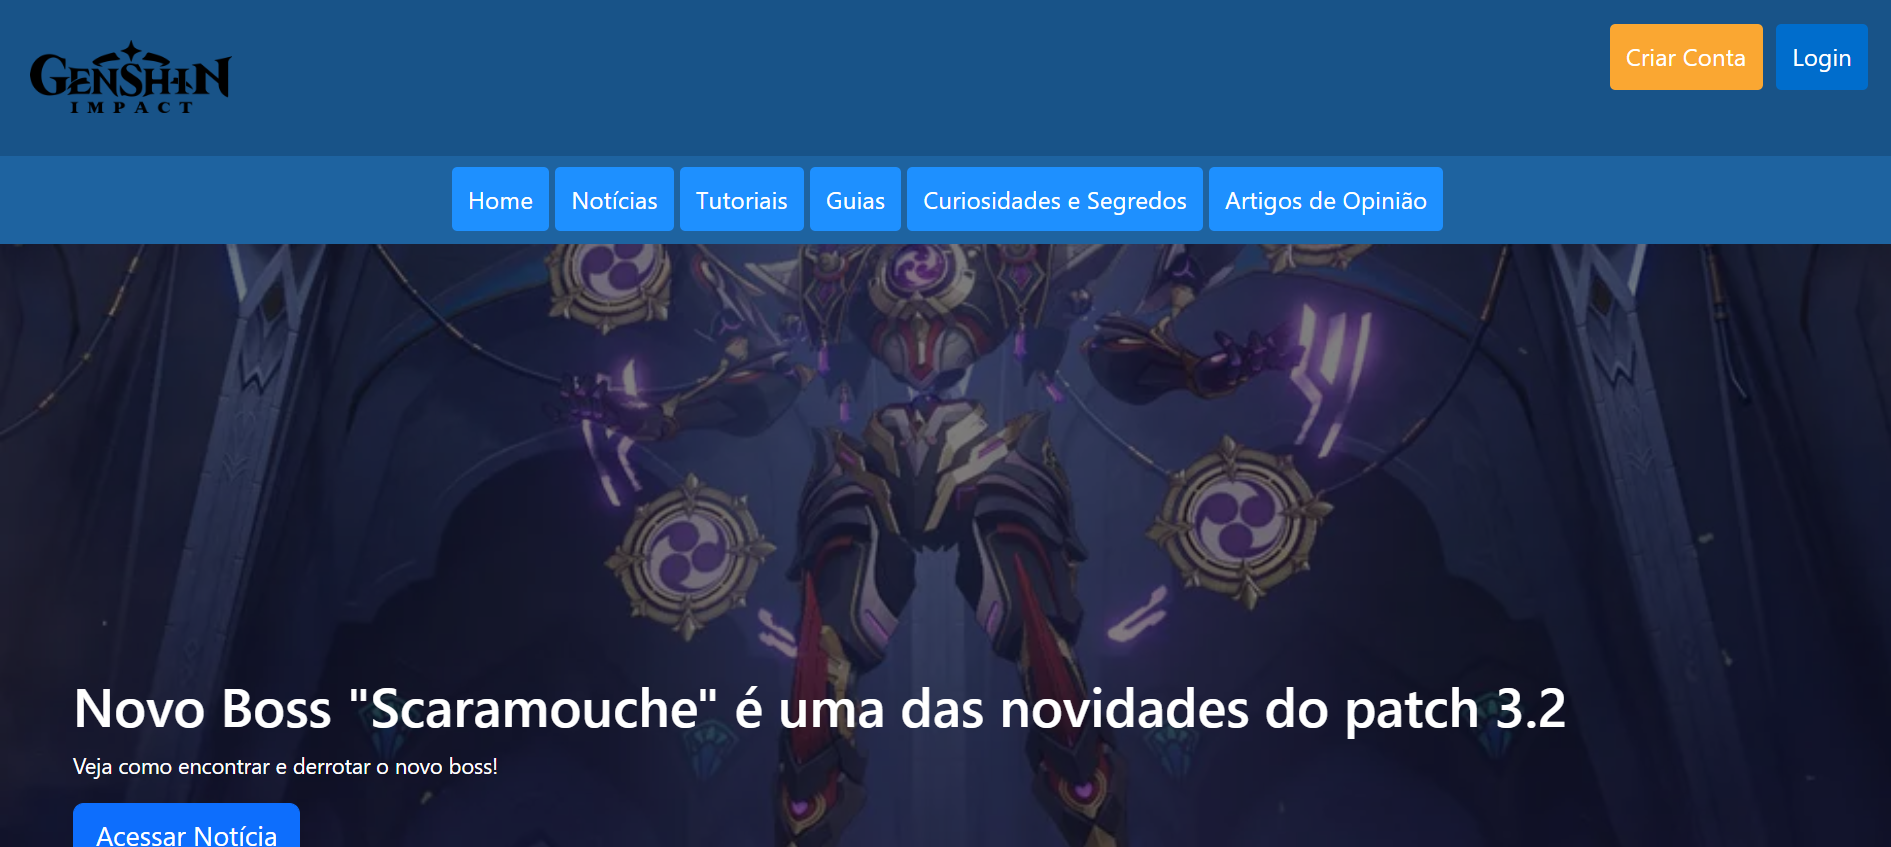 GENSHIN
IMPACT
Criar Conta
Login
Home
Notícias
Tutoriais
Guias
Curiosidades e Segredos
Artigos de Opinião
Novo Boss "Scaramouche" é uma das novidades do patch 3.2
Veja como encontrar e derrotar o novo boss!
Acessar Notícia